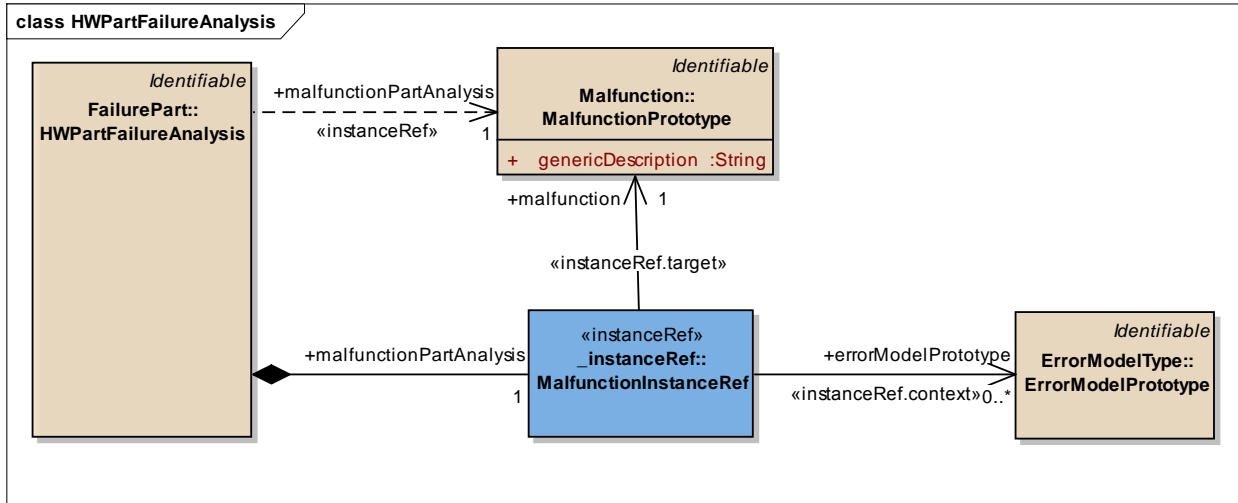 class HWPartFailureAnalysis
Identifiable
FailurePart::
HWPartFailureAnalysis
+malfunctionPartAnalysis
«instanceRef»
1
Identifiable
Malfunction::
MalfunctionPrototype
+ genericDescription :String
+malfunction
1
«instanceRef.target»
+malfunctionPartAnalysis
1
«instanceRef»
_instanceRef::
MalfunctionInstanceRef
+errorModelPrototype
«instanceRef.context»
0..*
Identifiable
ErrorModelType::
ErrorModelPrototype